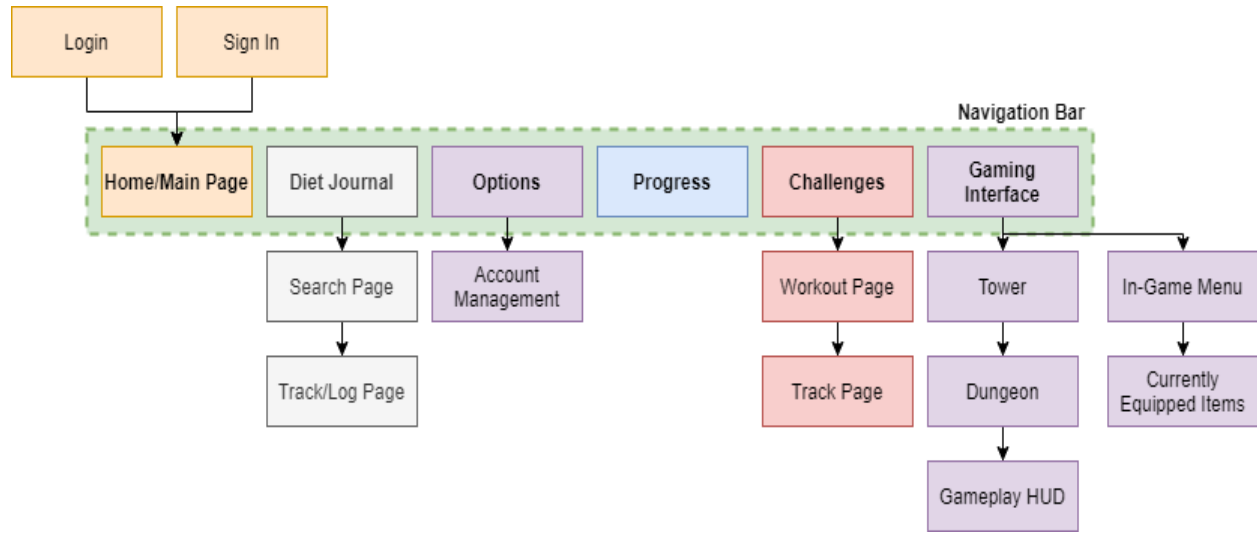 Login
Sign In
Navigation Bar
Home/Main Page
Diet Journal
Options
Progress
Challenges
Gaming
Interface
Search Page
Account
Management
Workout Page
Tower
In-Game Menu
Track/Log Page
Track Page
Dungeon
Currently
Equipped Items
Gameplay HUD